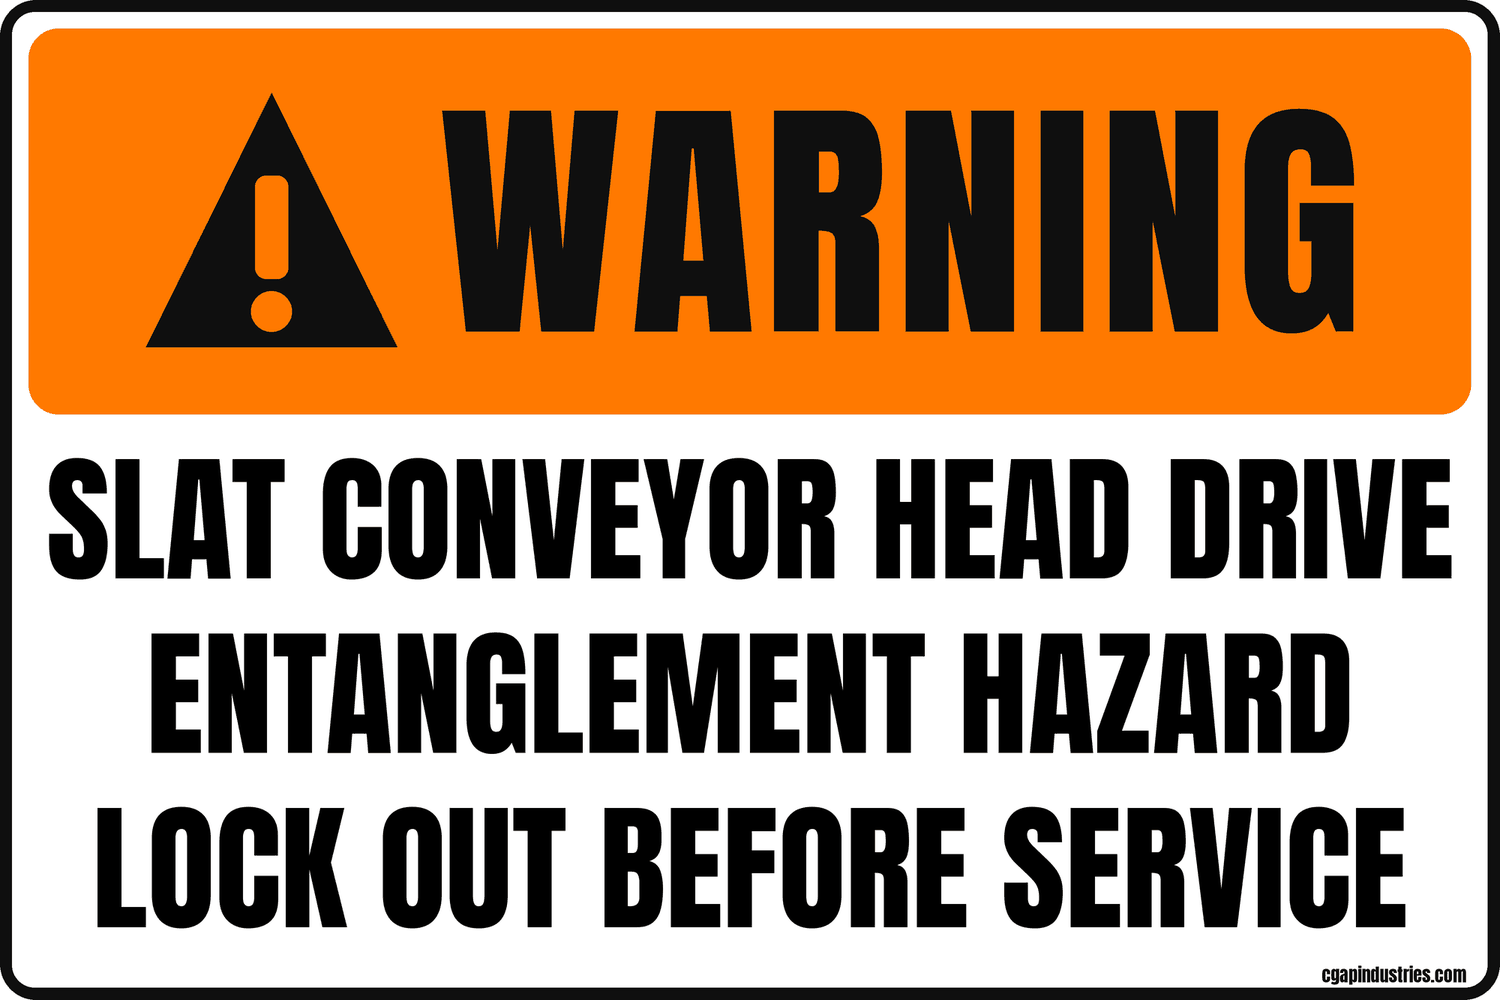 WARNING
SLAT CONVEYOR HEAD DRIVE
ENTANGLEMENT HAZARD
LOCK OUT BEFORE SERVICE
cgapindustries.com